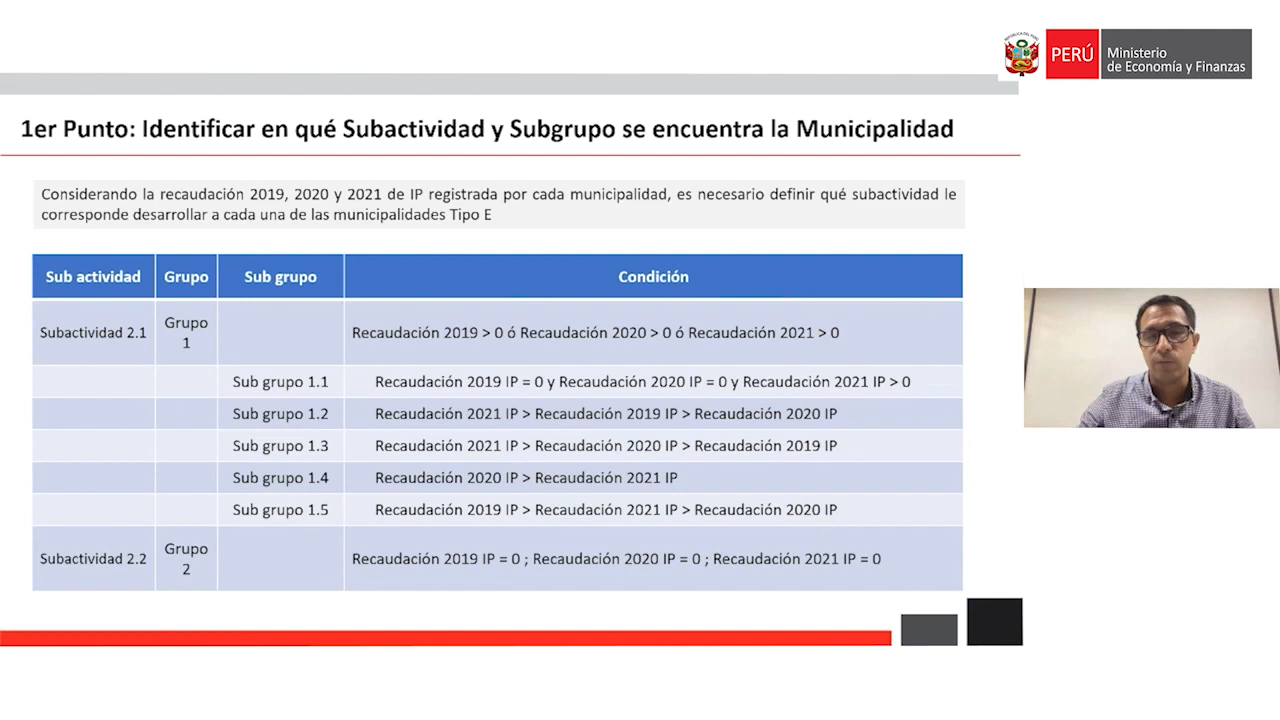 PERÚ
Ministerio
de Economía y Finanzas
1er Punto: Identificar en qué Subactividad y Subgrupo se encuentra la Municipalidad
Considerando la recaudación 2019, 2020 y 2021 de IP registrada por cada municipalidad, es necesario definir qué subactividad le
corresponde desarrollar a cada una de las municipalidades Tipo E
Sub actividad Grupo Sub grupo Condición
Subactividad 2.1 Grupo 1 Recaudación 2019 > 0 ó Recaudación 2020 > 0 ó Recaudación 2021 > 0
Sub grupo 1.1 Recaudación 2019 IP = 0 y Recaudación 2020 IP = 0 y Recaudación 2021 IP > 0
Sub grupo 1.2 Recaudación 2021 IP > Recaudación 2019 IP > Recaudación 2020 IP
Sub grupo 1.3 Recaudación 2021 IP > Recaudación 2020 IP > Recaudación 2019 IP
Sub grupo 1.4 Recaudación 2020 IP > Recaudación 2021 IP
Sub grupo 1.5 Recaudación 2019 IP > Recaudación 2021 IP > Recaudación 2020 IP
Subactividad 2.2 Grupo 2 Recaudación 2019 IP = 0 ; Recaudación 2020 IP = 0 ; Recaudación 2021 IP = 0